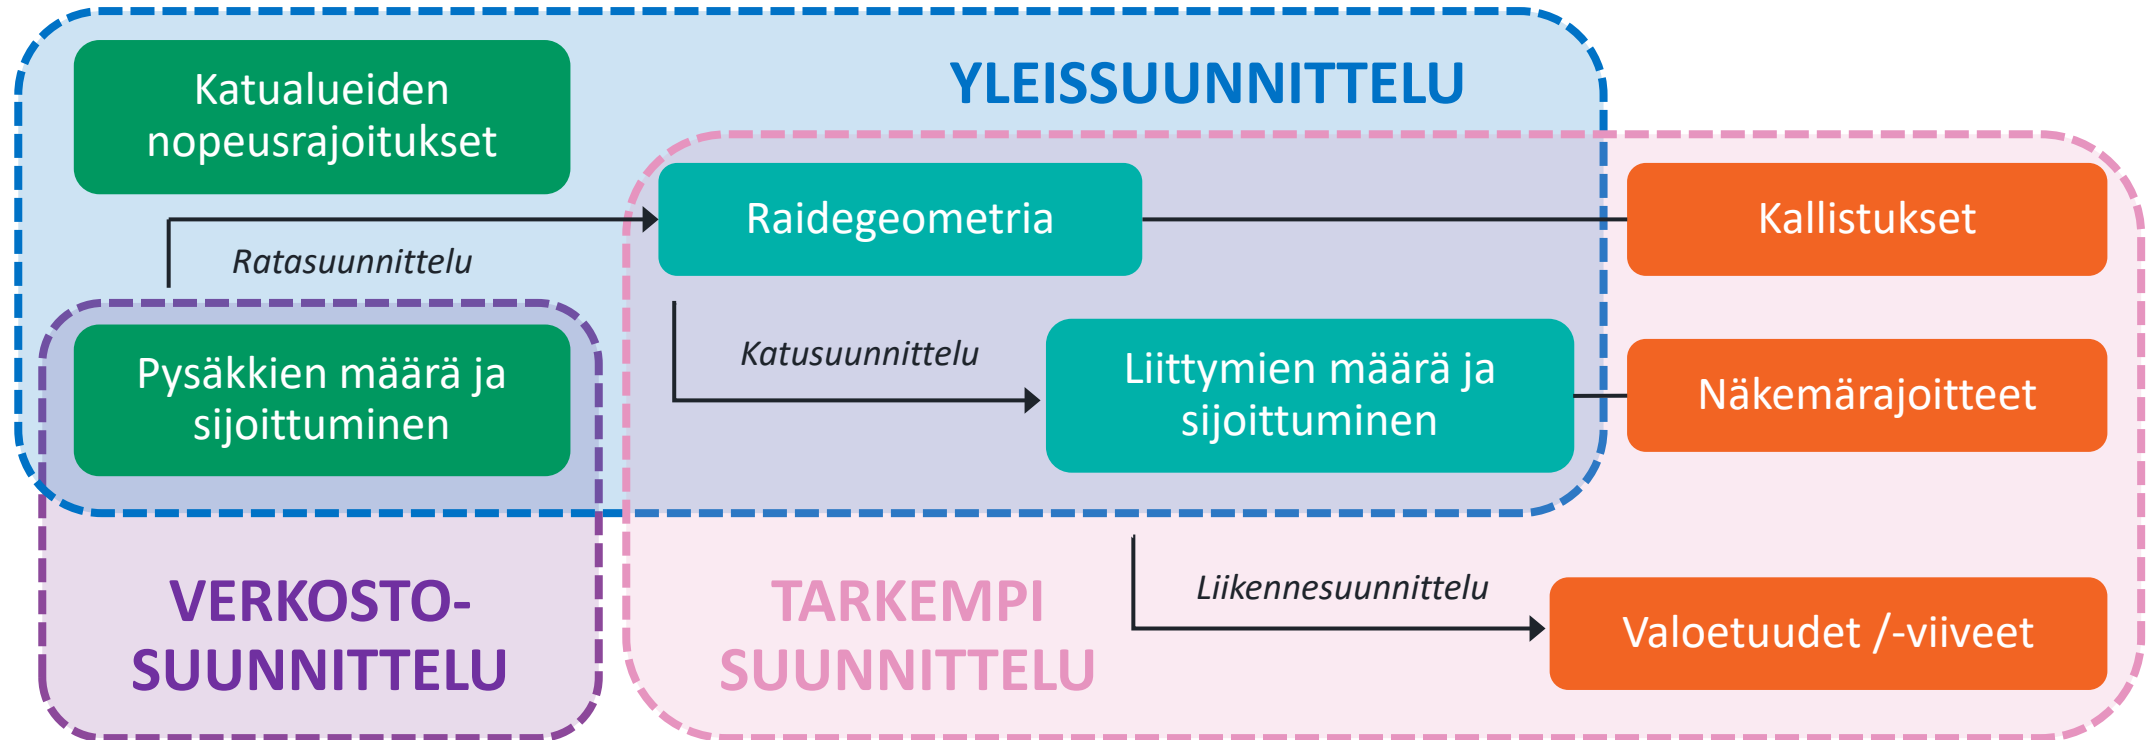 YLEISSUUNNITTELU
Katualueiden
nopeusrajoitukset
Raidegeometria
Kallistukset
Ratasuunnittelu
Pysäkkien määrä ja
sijoittuminen
Katusuunnittelu
Liittymien määrä ja
sijoittuminen
Näkemärajoitteet
VERKOSTO-
SUUNNITTELU
TARKEMPI
SUUNNITTELU
Liikennesuunnittelu
Valoetuudet /-viiveet